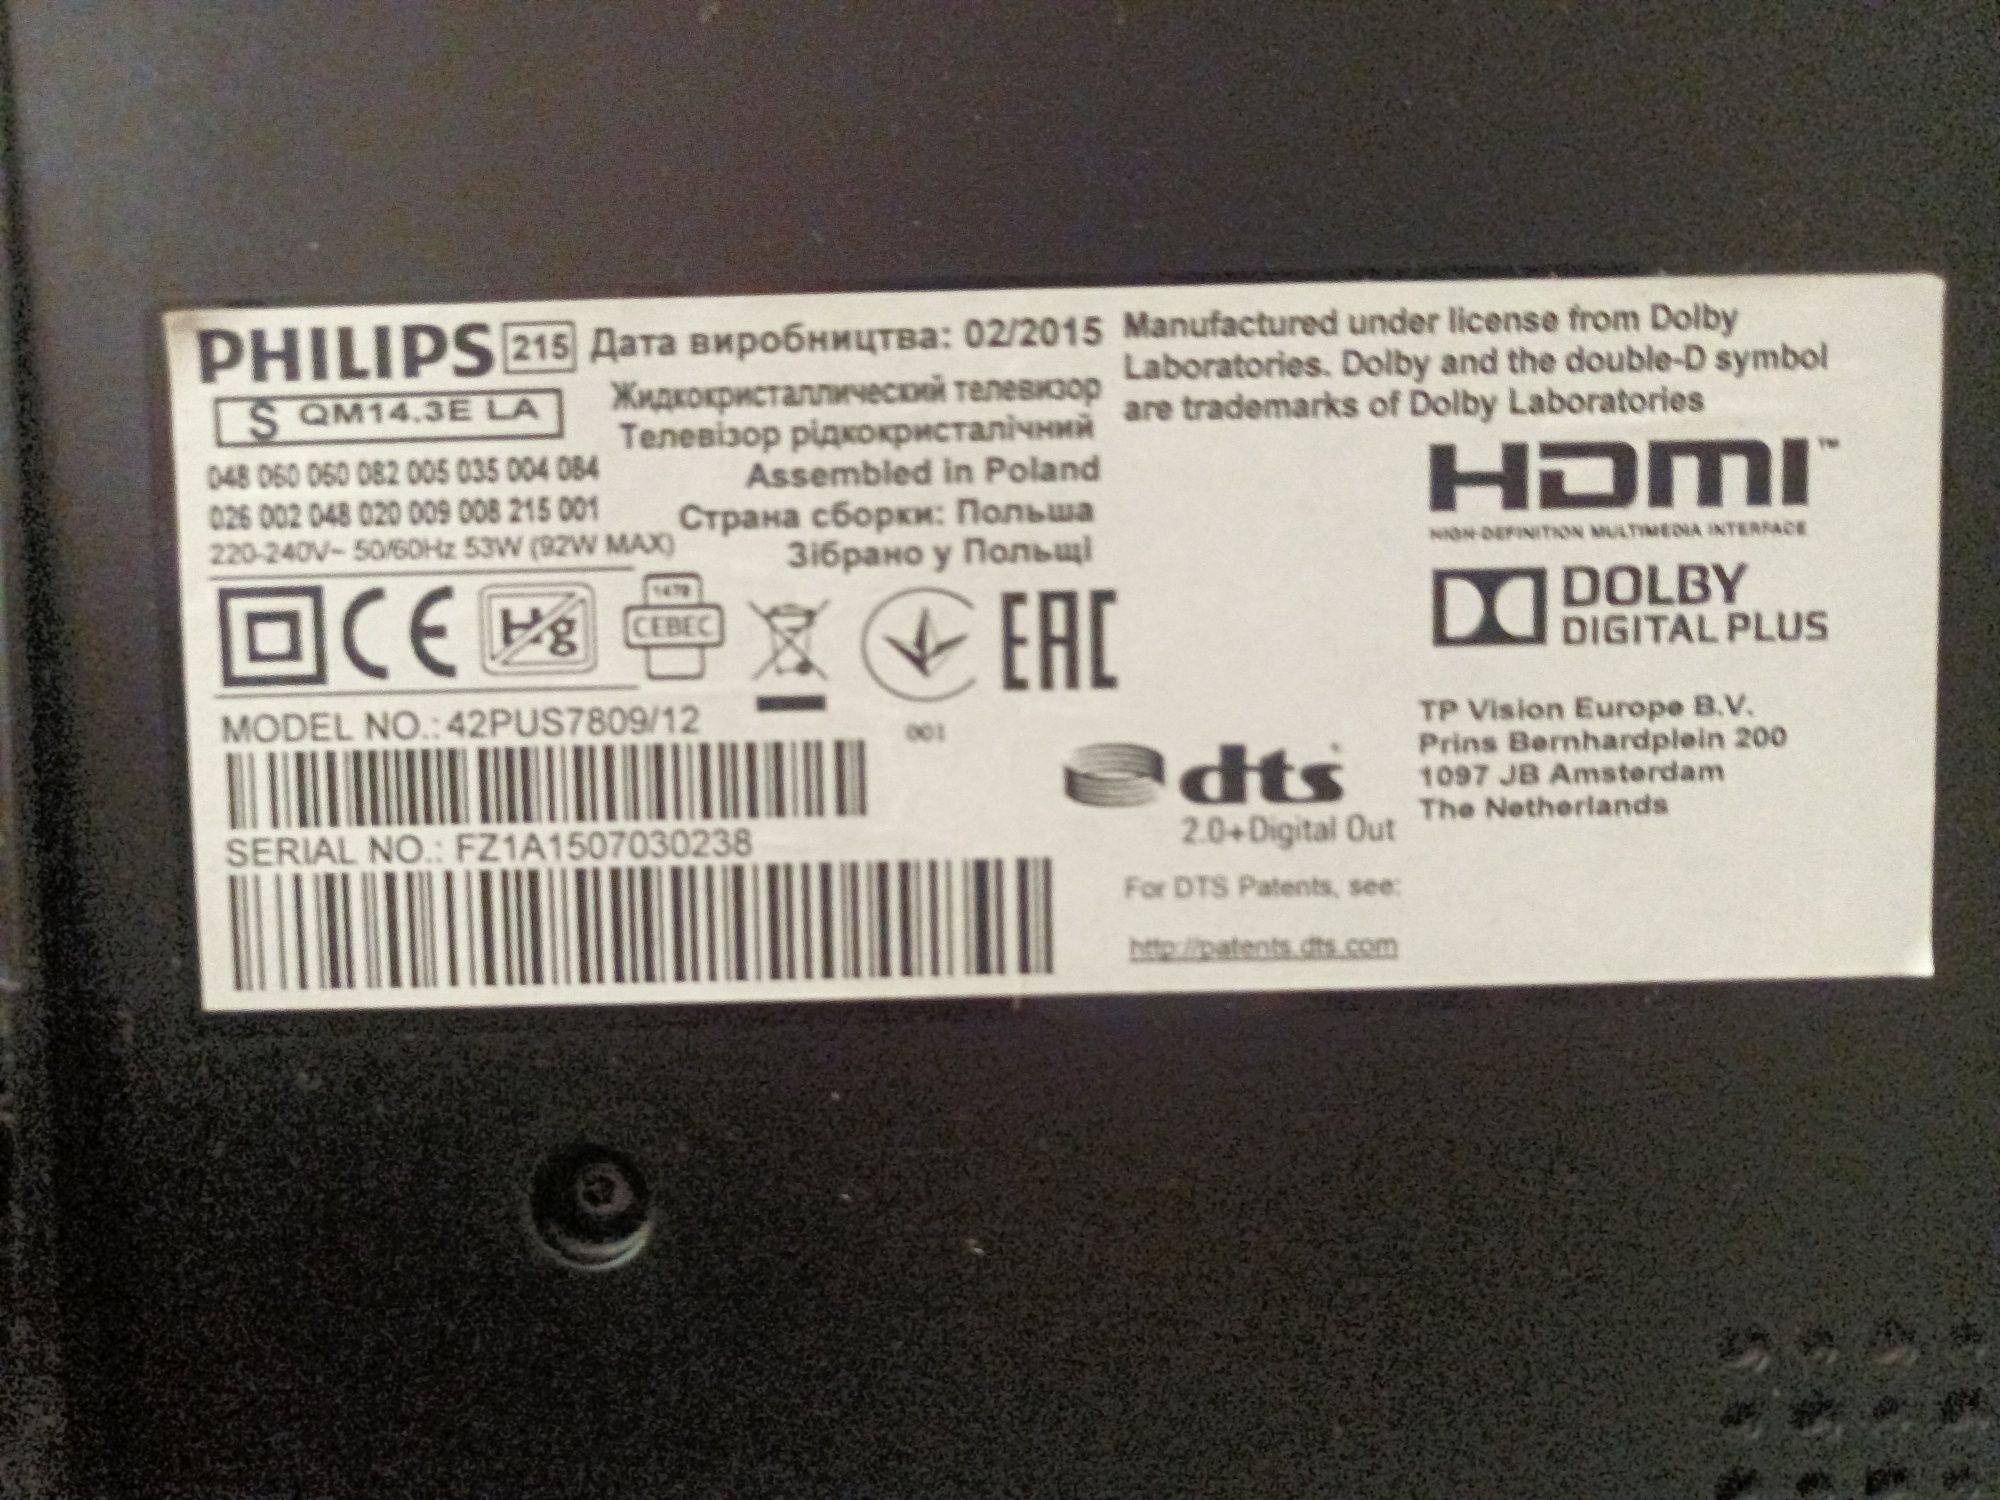 PHILIPS 215 Дата виробництва: 02/2015
S QM14.3E LA
Жидкокристаллический телевизор
Телевізор рідкокристалічний
048 060 060 082 005 035 004 084
Assembled in Poland
026 002 048 020 009 008 215 001
Страна сборки: Польша
220-240V~ 50/60Hz 53W (92W MAX)
Зібрано у Польщі
CE Hg 1479 CEBEC EAC
001
MODEL NO.: 42PUS7809/12
SERIAL NO.: FZ1A1507030238
Manufactured under license from Dolby
Laboratories. Dolby and the double-D symbol
are trademarks of Dolby Laboratories
HDMI™
HIGH-DEFINITION MULTIMEDIA INTERFACE
DOLBY
DIGITAL PLUS
TP Vision Europe B.V.
Prins Bernhardplein 200
1097 JB Amsterdam
The Netherlands
dts
2.0+Digital Out
For DTS Patents, see:
http://patents.dts.com